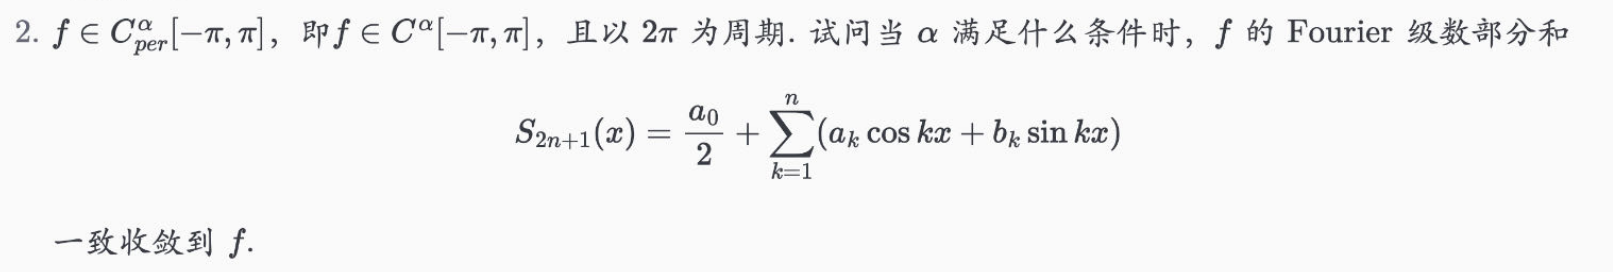 2. $f \in C_{per}^{\alpha}[-\pi, \pi]$, 即 $f \in C^{\alpha}[-\pi, \pi]$, 且以 $2\pi$ 为周期. 试问当 $\alpha$ 满足什么条件时, $f$ 的 Fourier 级数部分和
$$S_{2n+1}(x) = \frac{a_0}{2} + \sum_{k=1}^{n}(a_k \cos kx + b_k \sin kx)$$
一致收敛到 $f$.